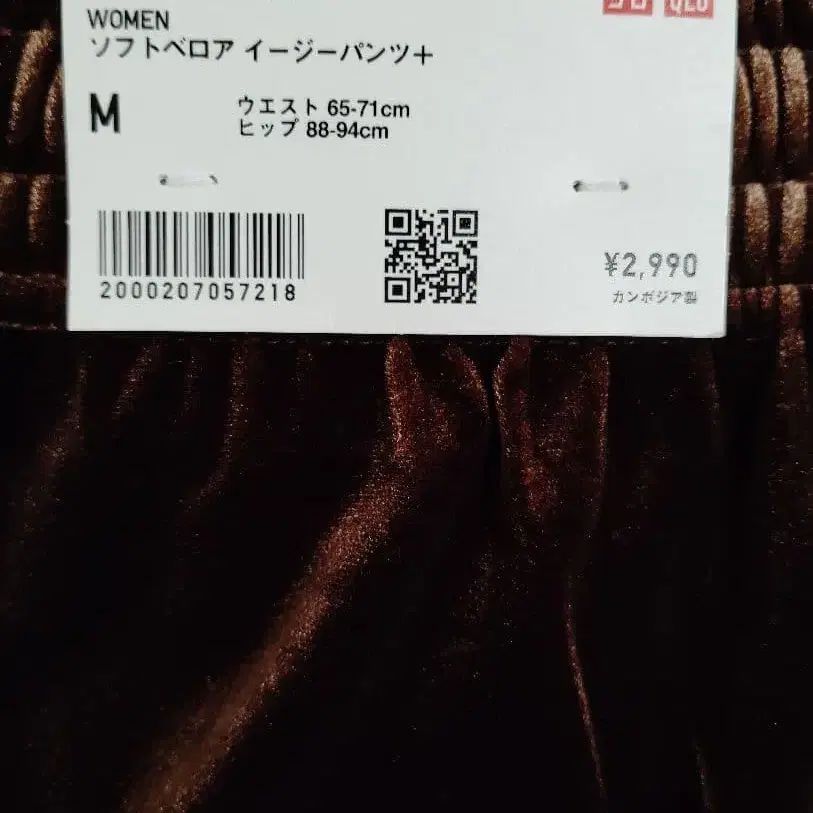 WOMEN
ソフトベロア イージーパンツ＋
M
ウエスト 65-71cm
ヒップ 88-94cm
2000207057218
¥2,990
カンボジア製